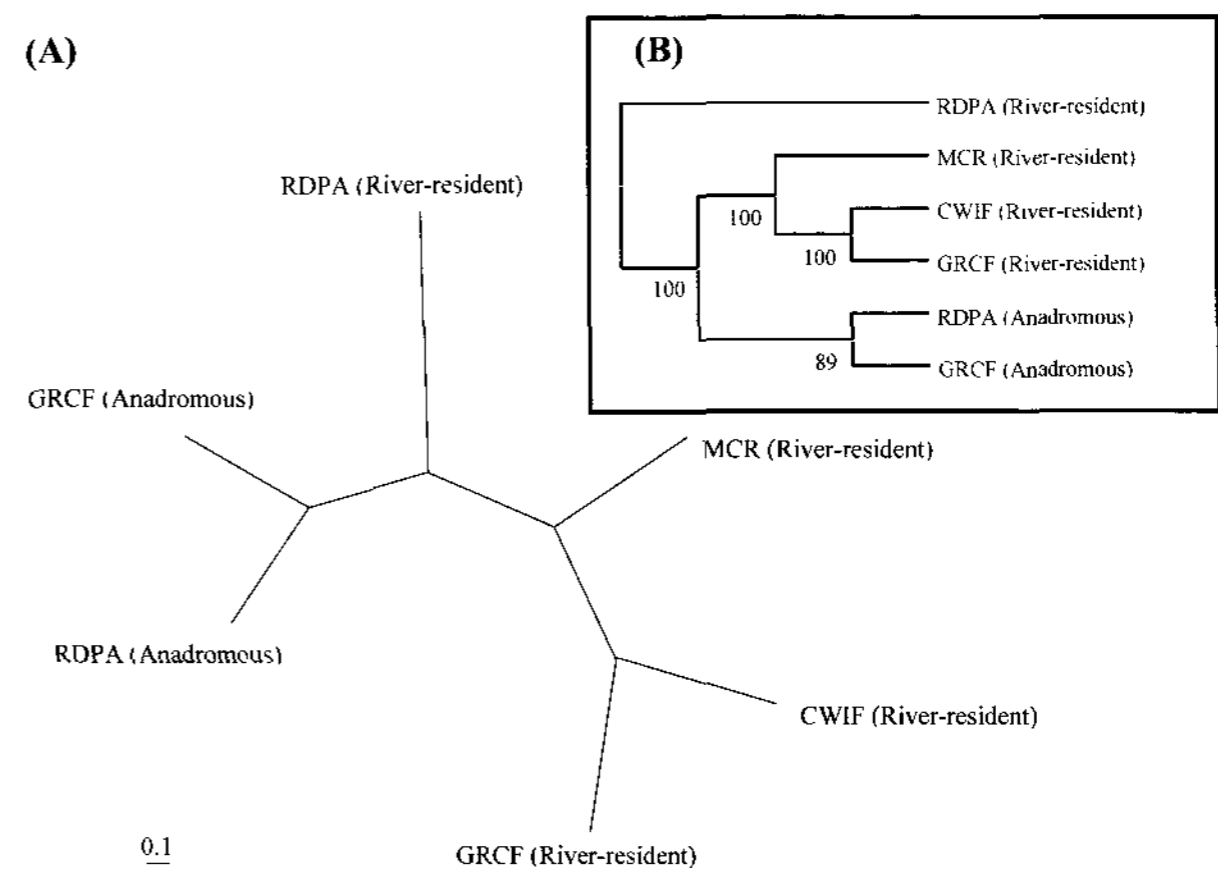 (A)
RDPA (River-resident)
GRCF (Anadromous)
RDPA (Anadromous)
MCR (River-resident)
CWIF (River-resident)
GRCF (River-resident)
0.1
(B)
RDPA (River-resident)
MCR (River-resident)
100
CWIF (River-resident)
100
GRCF (River-resident)
100
RDPA (Anadromous)
89
GRCF (Anadromous)